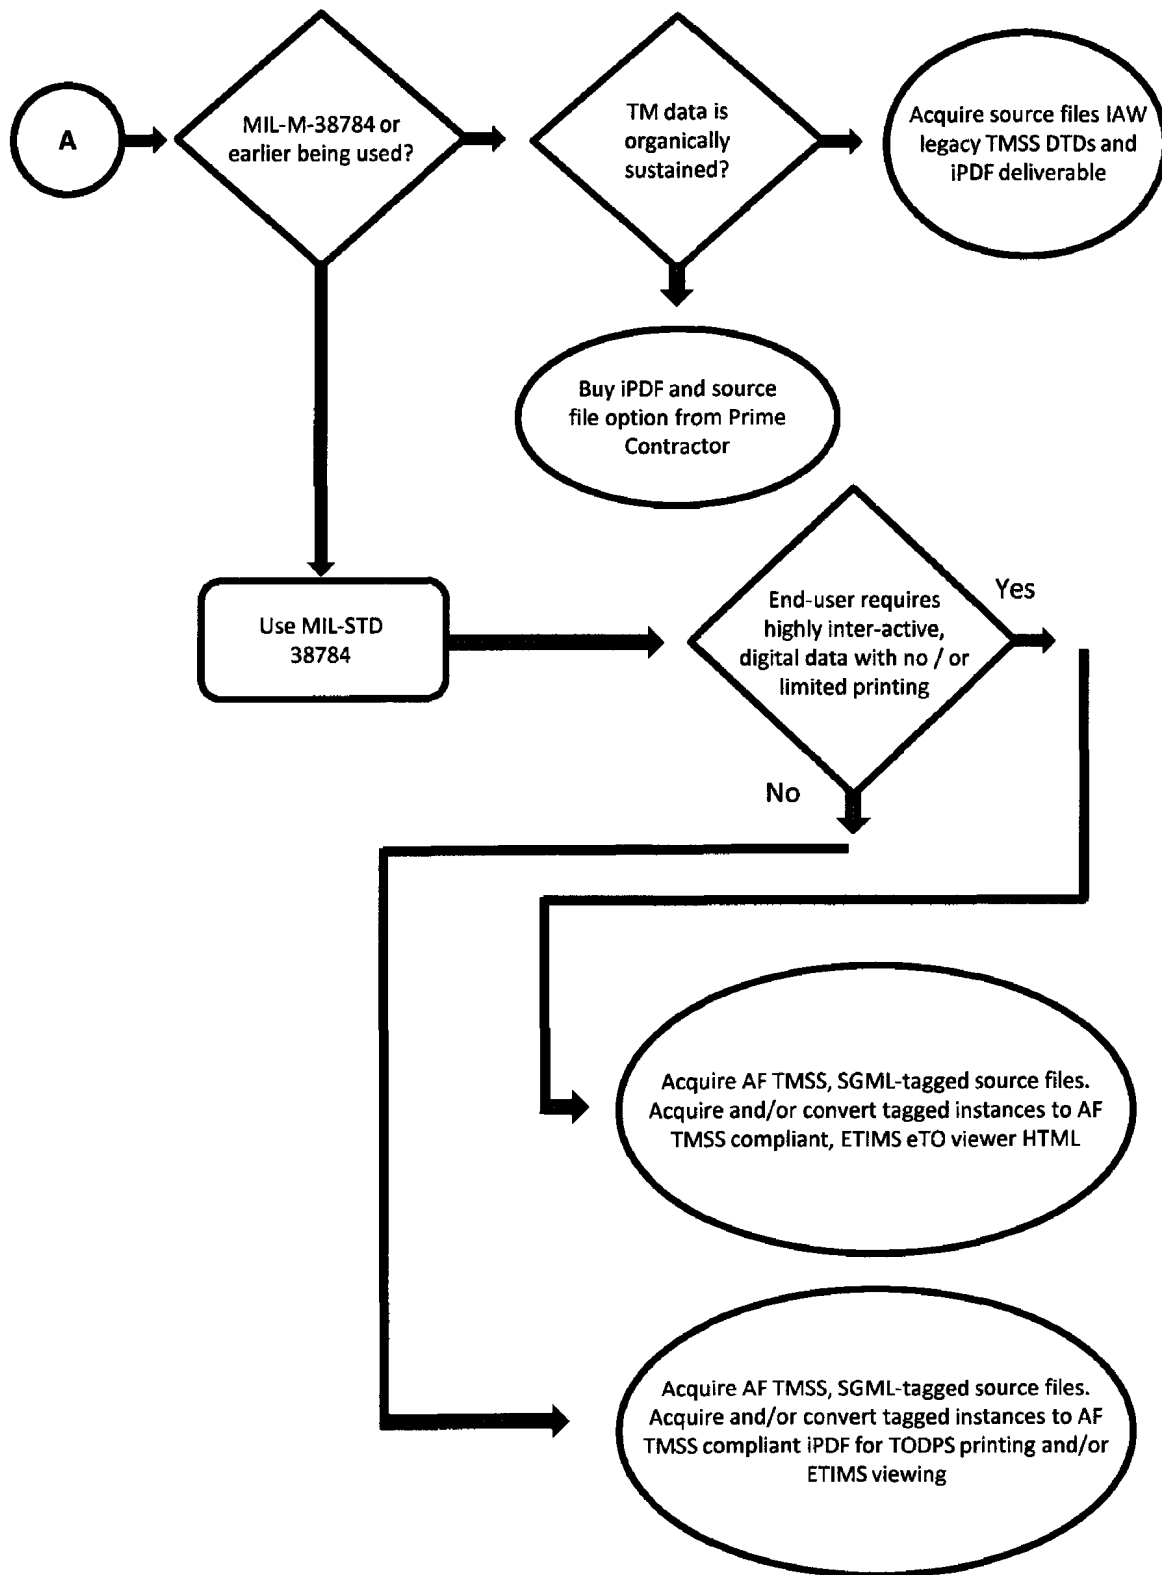 A
MIL-M-38784 or
earlier being used?
TM data is
organically
sustained?
Acquire source files IAW
legacy TMSS DTDs and
iPDF deliverable
Buy iPDF and source
file option from Prime
Contractor
Use MIL-STD
38784
End-user requires
highly inter-active,
digital data with no / or
limited printing
Yes
No
Acquire AF TMSS, SGML-tagged source files.
Acquire and/or convert tagged instances to AF
TMSS compliant, ETIMS eTO viewer HTML
Acquire AF TMSS, SGML-tagged source files.
Acquire and/or convert tagged instances to AF
TMSS compliant iPDF for TODPS printing and/or
ETIMS viewing